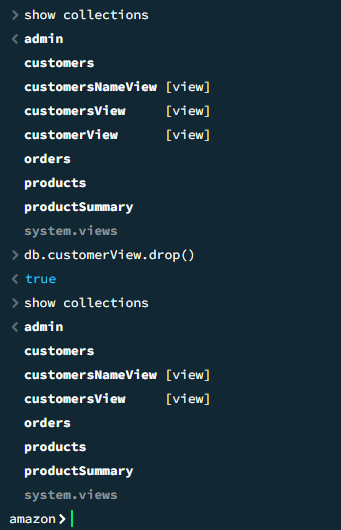 > show collections
< admin
customers
customersNameView [view]
customersView [view]
customerView [view]
orders
products
productSummary
system.views
> db.customerView.drop()
< true
> show collections
< admin
customers
customersNameView [view]
customersView [view]
orders
products
productSummary
system.views
amazon>